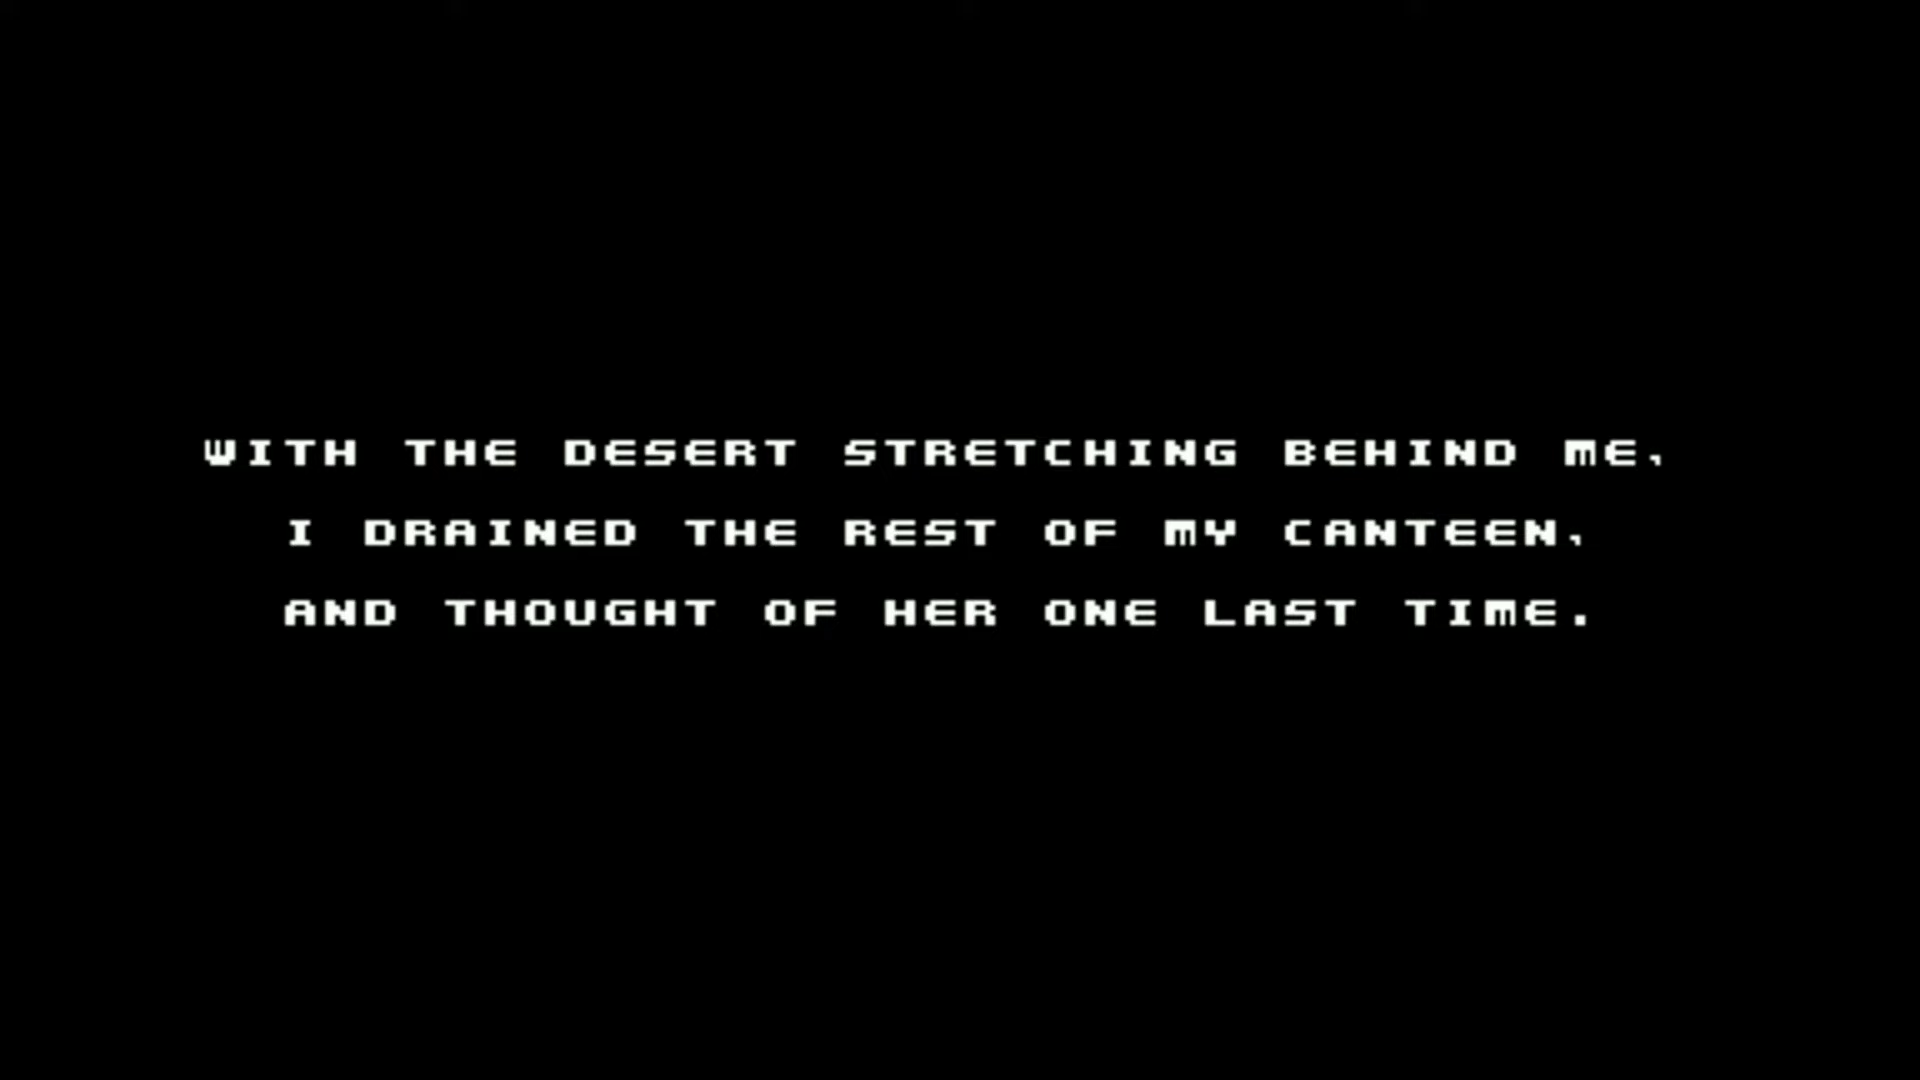 WITH THE DESERT STRETCHING BEHIND ME,
I DRAINED THE REST OF MY CANTEEN,
AND THOUGHT OF HER ONE LAST TIME.